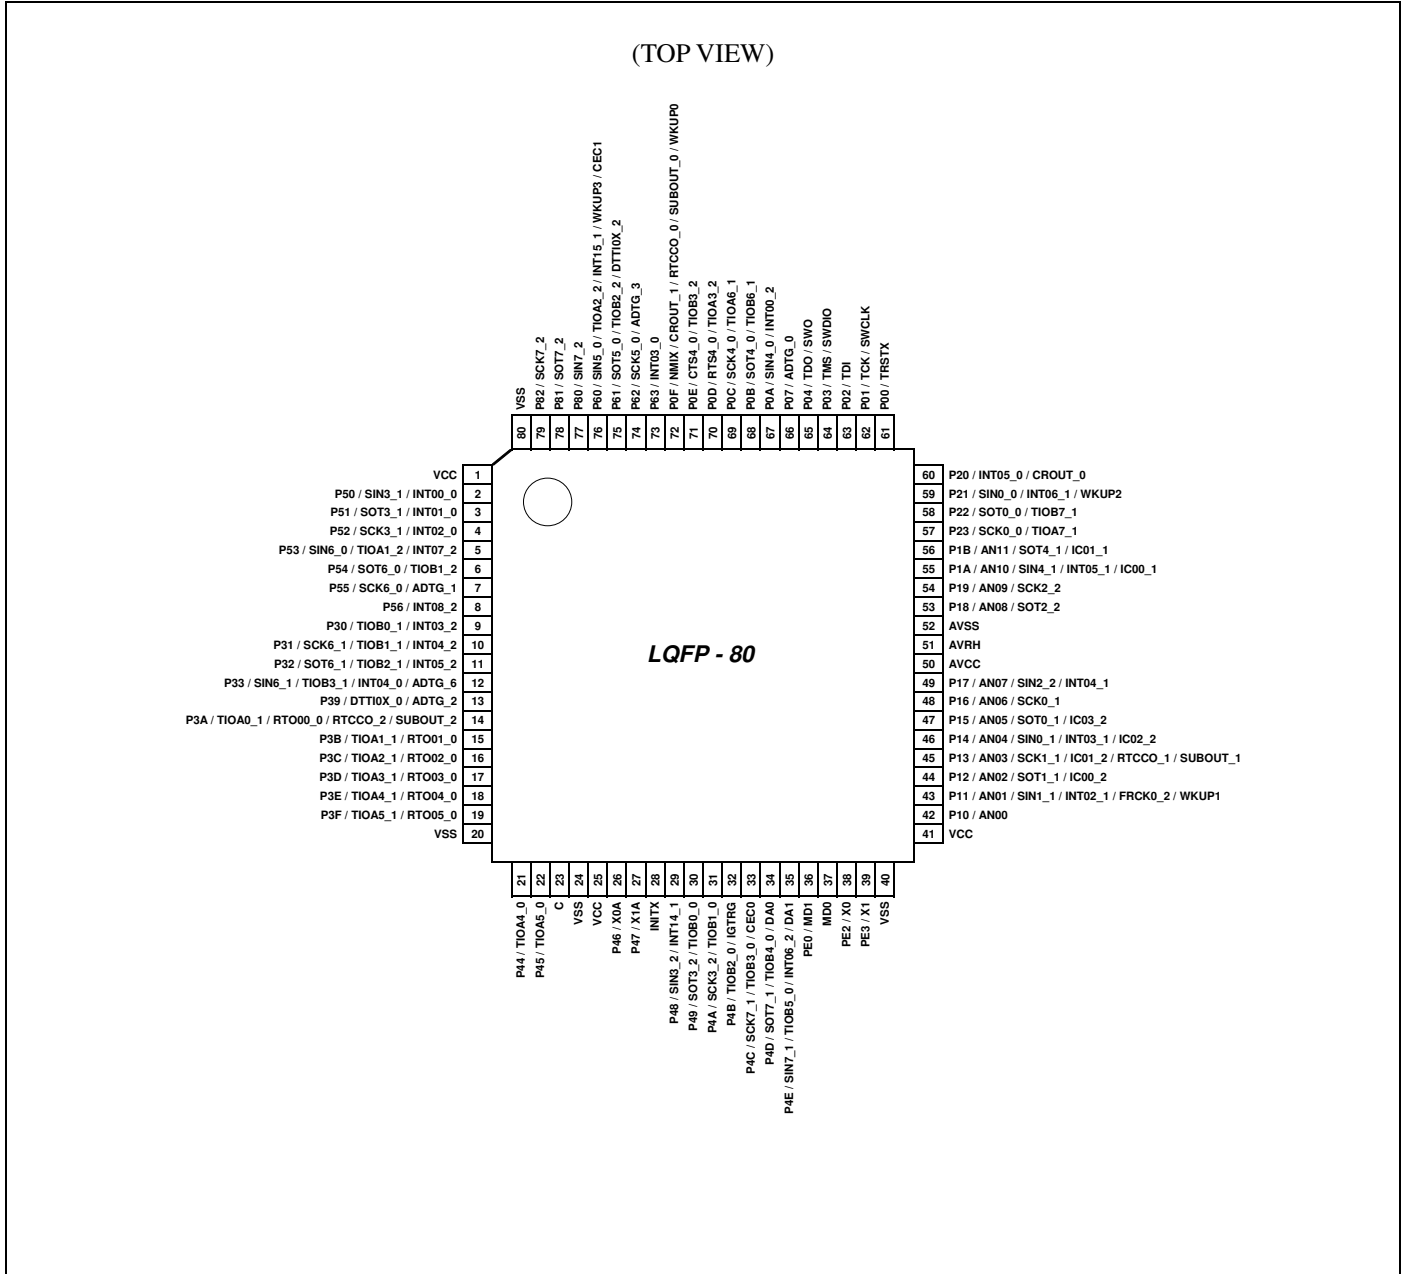 (TOP VIEW)
VSS
P82 / SCK7_2
P81 / SOT7_2
P80 / SIN7_2
P60 / SIN5_0 / TIOA2_2 / INT15_1 / WKUP3 / CEC1
P61 / SOT5_0 / TIOB2_2 / DTTI0X_2
P62 / SCK5_0 / ADTG_3
P63 / INT03_0
P0F / NMIX / CROUT_1 / RTCCO_0 / SUBOUT_0 / WKUP0
P0E / CTS4_0 / TIOB3_2
P0D / RTS4_0 / TIOA3_2
P0C / SCK4_0 / TIOA6_1
P0B / SOT4_0 / TIOB6_1
P0A / SIN4_0 / INT00_2
P07 / ADTG_0
P04 / TDO / SWO
P03 / TMS / SWDIO
P02 / TDI
P01 / TCK / SWCLK
P00 / TRSTX
80 79 78 77 76 75 74 73 72 71 70 69 68 67 66 65 64 63 62 61
VCC 1
P50 / SIN3_1 / INT00_0 2
P51 / SOT3_1 / INT01_0 3
P52 / SCK3_1 / INT02_0 4
P53 / SIN6_0 / TIOA1_2 / INT07_2 5
P54 / SOT6_0 / TIOB1_2 6
P55 / SCK6_0 / ADTG_1 7
P56 / INT08_2 8
P30 / TIOB0_1 / INT03_2 9
P31 / SCK6_1 / TIOB1_1 / INT04_2 10
P32 / SOT6_1 / TIOB2_1 / INT05_2 11
P33 / SIN6_1 / TIOB3_1 / INT04_0 / ADTG_6 12
P39 / DTTI0X_0 / ADTG_2 13
P3A / TIOA0_1 / RTO00_0 / RTCCO_2 / SUBOUT_2 14
P3B / TIOA1_1 / RTO01_0 15
P3C / TIOA2_1 / RTO02_0 16
P3D / TIOA3_1 / RTO03_0 17
P3E / TIOA4_1 / RTO04_0 18
P3F / TIOA5_1 / RTO05_0 19
VSS 20
LQFP - 80
60 P20 / INT05_0 / CROUT_0
59 P21 / SIN0_0 / INT06_1 / WKUP2
58 P22 / SOT0_0 / TIOB7_1
57 P23 / SCK0_0 / TIOA7_1
56 P1B / AN11 / SOT4_1 / IC01_1
55 P1A / AN10 / SIN4_1 / INT05_1 / IC00_1
54 P19 / AN09 / SCK2_2
53 P18 / AN08 / SOT2_2
52 AVSS
51 AVRH
50 AVCC
49 P17 / AN07 / SIN2_2 / INT04_1
48 P16 / AN06 / SCK0_1
47 P15 / AN05 / SOT0_1 / IC03_2
46 P14 / AN04 / SIN0_1 / INT03_1 / IC02_2
45 P13 / AN03 / SCK1_1 / IC01_2 / RTCCO_1 / SUBOUT_1
44 P12 / AN02 / SOT1_1 / IC00_2
43 P11 / AN01 / SIN1_1 / INT02_1 / FRCK0_2 / WKUP1
42 P10 / AN00
41 VCC
21 22 23 24 25 26 27 28 29 30 31 32 33 34 35 36 37 38 39 40
P44 / TIOA4_0
P45 / TIOA5_0
C
VSS
VCC
P46 / X0A
P47 / X1A
INITX
P48 / SIN3_2 / INT14_1
P49 / SOT3_2 / TIOB0_0
P4A / SCK3_2 / TIOB1_0
P4B / TIOB2_0 / IGTRG
P4C / SCK7_1 / TIOB3_0 / CEC0
P4D / SOT7_1 / TIOB4_0 / DA0
P4E / SIN7_1 / TIOB5_0 / INT06_2 / DA1
PE0 / MD1
MD0
PE2 / X0
PE3 / X1
VSS